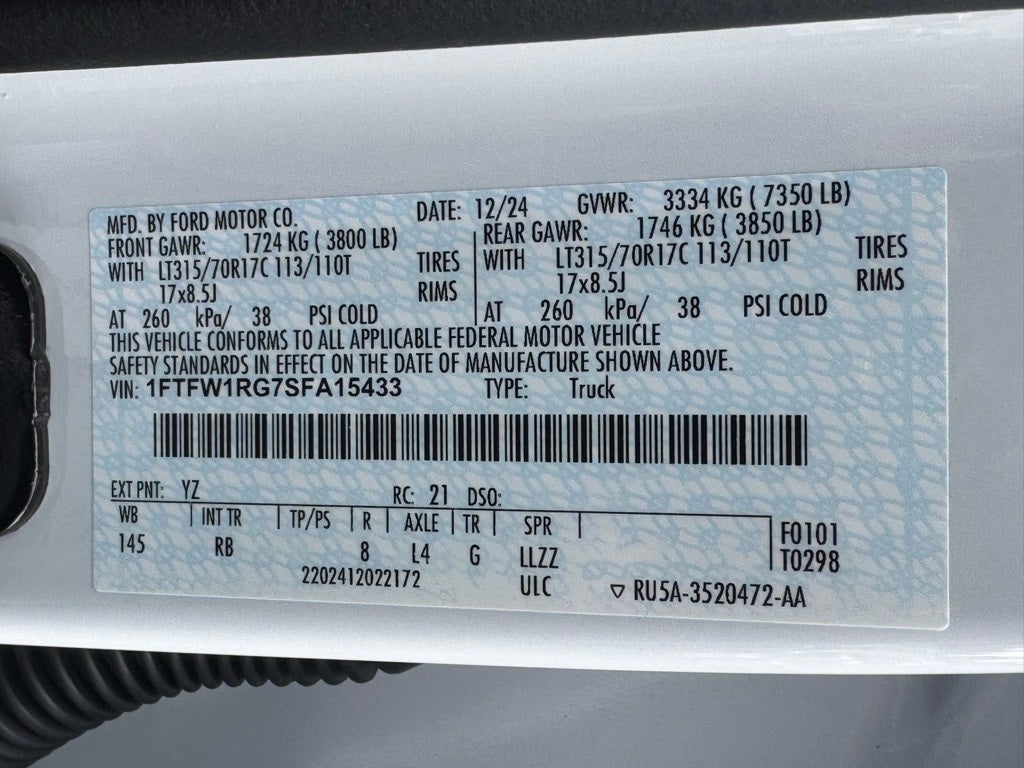 MFD. BY FORD MOTOR CO. DATE: 12/24 GVWR: 3334 KG ( 7350 LB)
FRONT GAWR: 1724 KG ( 3800 LB) REAR GAWR: 1746 KG ( 3850 LB)
WITH LT315/70R17C 113/110T TIRES WITH LT315/70R17C 113/110T TIRES
17x8.5J RIMS 17x8.5J RIMS
AT 260 kPa/ 38 PSI COLD AT 260 kPa/ 38 PSI COLD
THIS VEHICLE CONFORMS TO ALL APPLICABLE FEDERAL MOTOR VEHICLE
SAFETY STANDARDS IN EFFECT ON THE DATE OF MANUFACTURE SHOWN ABOVE.
VIN: 1FTFW1RG7SFA15433 TYPE: Truck
EXT PNT: YZ RC: 21 DSO:
WB INT TR TP/PS R AXLE TR SPR F0101
145 RB 8 L4 G LLZZ T0298
2202412022172 ULC ▽ RU5A-3520472-AA